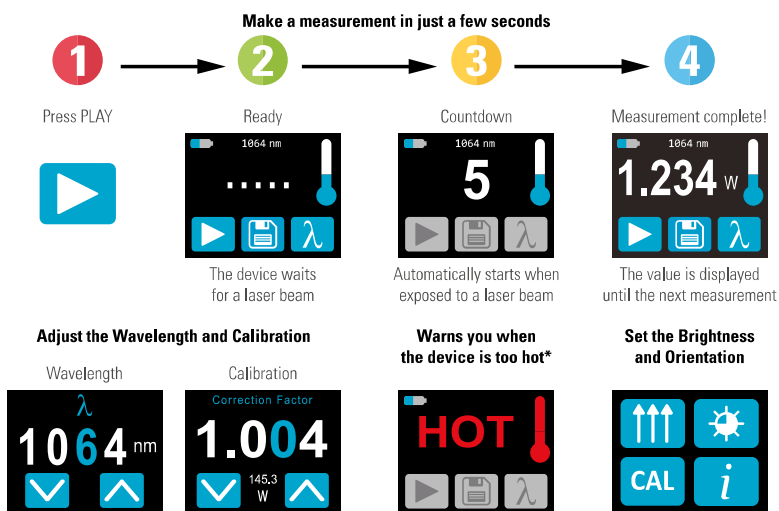 Make a measurement in just a few seconds
1
2
3
4
Press PLAY
Ready
Countdown
Measurement complete!
1064 nm
.....
λ
1064 nm
5
λ
1064 nm
1.234 W
λ
The device waits
for a laser beam
Automatically starts when
exposed to a laser beam
The value is displayed
until the next measurement
Adjust the Wavelength and Calibration
Warns you when
the device is too hot*
Set the Brightness
and Orientation
Wavelength
Calibration
λ
1064 nm
Correction Factor
1.004
145.3
W
HOT
λ
CAL
i